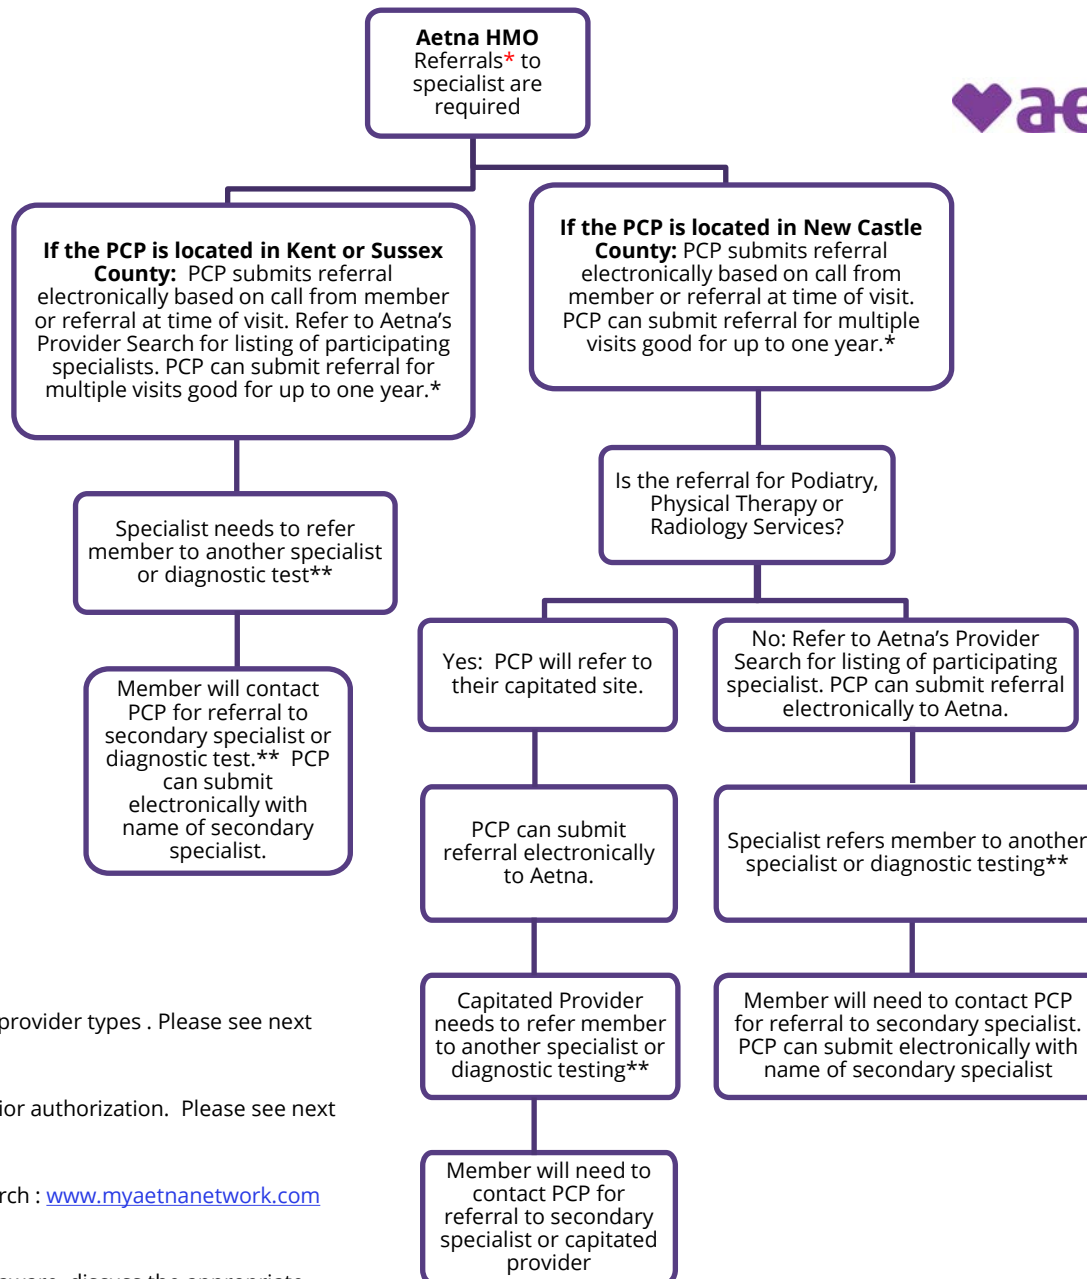 Aetna HMO
Referrals* to
specialist are
required
ae
If the PCP is located in Kent or Sussex
County: PCP submits referral
electronically based on call from member
or referral at time of visit. Refer to Aetna’s
Provider Search for listing of participating
specialists. PCP can submit referral for
multiple visits good for up to one year.*
If the PCP is located in New Castle
County: PCP submits referral
electronically based on call from
member or referral at time of visit.
PCP can submit referral for multiple
visits good for up to one year.*
Specialist needs to refer
member to another specialist
or diagnostic test**
Member will contact
PCP for referral to
secondary specialist or
diagnostic test.** PCP
can submit
electronically with
name of secondary
specialist.
Is the referral for Podiatry,
Physical Therapy or
Radiology Services?
Yes: PCP will refer to
their capitated site.
PCP can submit
referral electronically
to Aetna.
Capitated Provider
needs to refer member
to another specialist or
diagnostic testing**
Member will need to
contact PCP for
referral to secondary
specialist or capitated
provider
No: Refer to Aetna’s Provider
Search for listing of participating
specialist. PCP can submit referral
electronically to Aetna.
Specialist refers member to another
specialist or diagnostic testing**
Member will need to contact PCP
for referral to secondary specialist.
PCP can submit electronically with
name of secondary specialist
provider types . Please see next
ior authorization. Please see next
rch : www.myaetnanetwork.com
discuss the appropriate